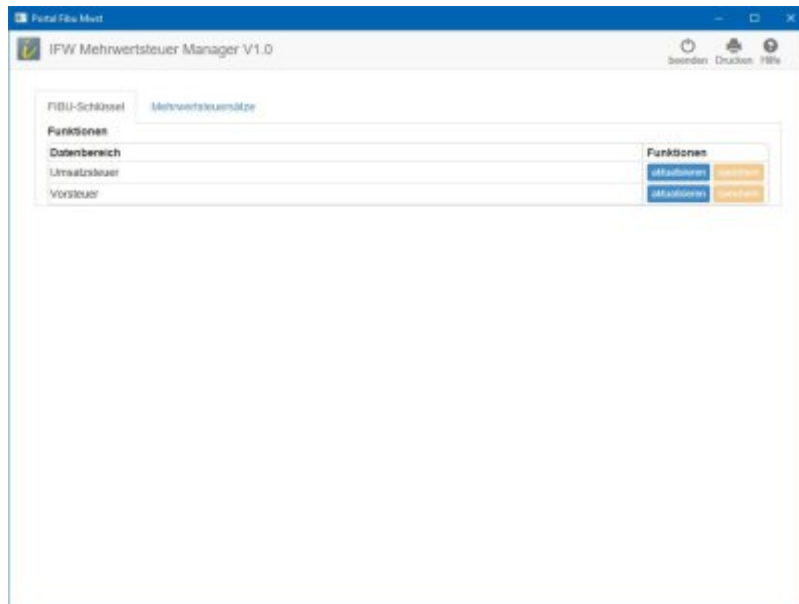 Portal Fibu Mwst
IFW Mehrwertsteuer Manager V1.0
beenden Drucken Hilfe
FIBU-Schlüssel Mehrwertsteuersätze
Funktionen
Datenbereich Funktionen
Umsatzsteuer aktualisieren speichern
Vorsteuer aktualisieren speichern